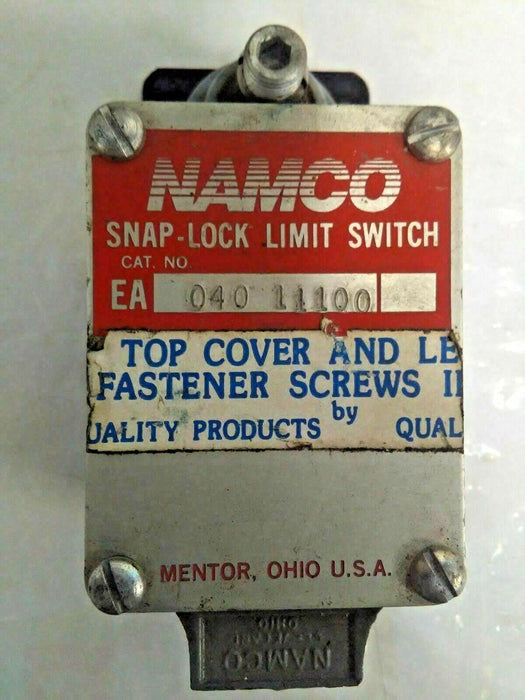 NAMCO
SNAP-LOCK LIMIT SWITCH
CAT. NO
EA 040 11100
TOP COVER AND LE
FASTENER SCREWS I
by
UALITY PRODUCTS QUAL
MENTOR, OHIO U.S.A.
OHIO
NAMCO